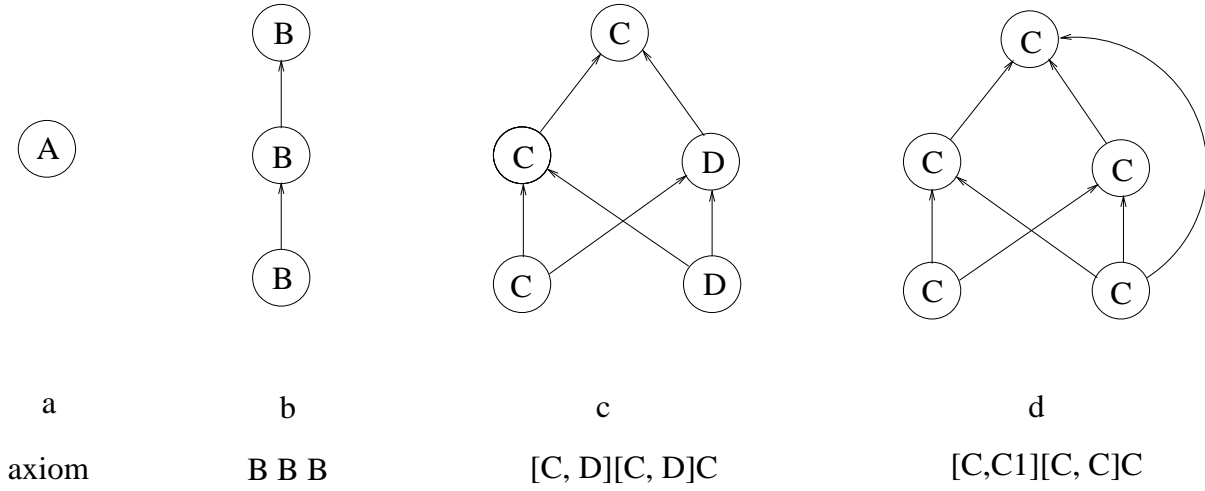 B C C
A B C D C C
B C D C C
a b c d
axiom B B B [C, D][C, D]C [C,C1][C, C]C